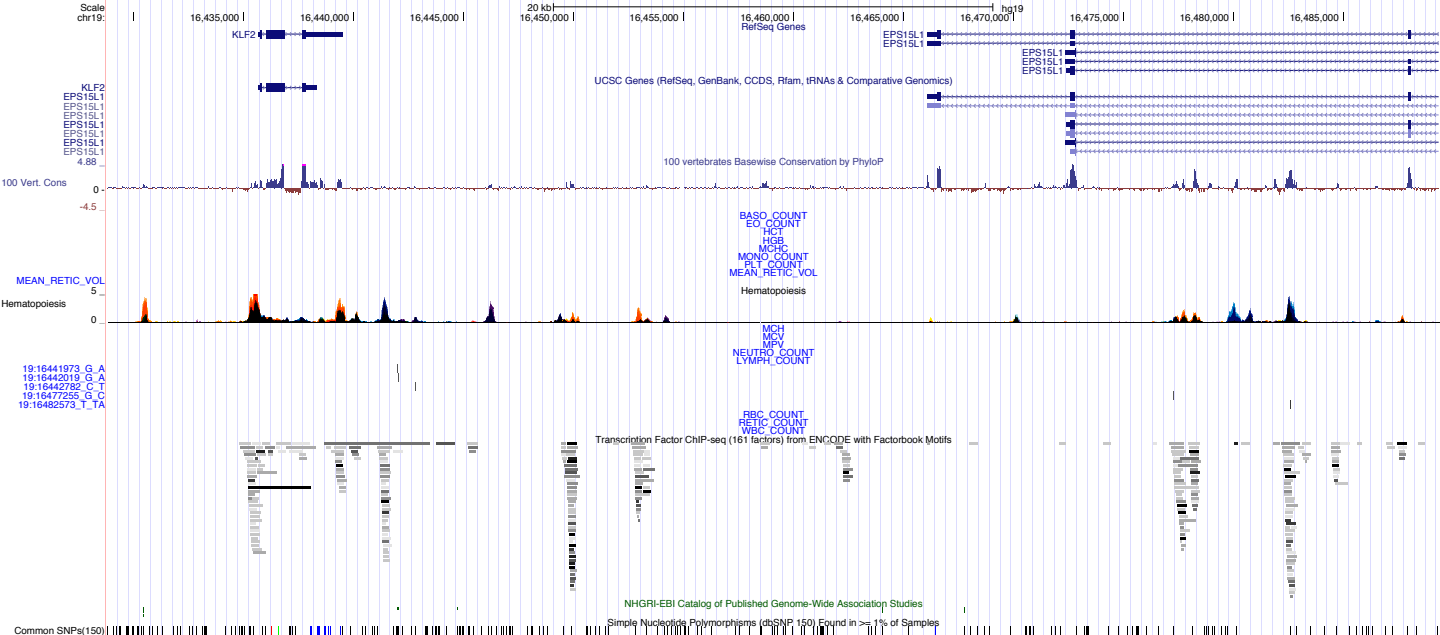 Scale 20 kb hg19
chr19: 16,435,000 16,440,000 16,445,000 16,450,000 16,455,000 16,460,000 16,465,000 16,470,000 16,475,000 16,480,000 16,485,000
RefSeq Genes
KLF2 EPS15L1
EPS15L1
EPS15L1
EPS15L1
EPS15L1
UCSC Genes (RefSeq, GenBank, CCDS, Rfam, tRNAs & Comparative Genomics)
KLF2
EPS15L1
EPS15L1
EPS15L1
EPS15L1
EPS15L1
EPS15L1
EPS15L1
4.88
100 vertebrates Basewise Conservation by PhyloP
100 Vert. Cons
0
-4.5
BASO_COUNT
EO_COUNT
HCT
HGB
MCHC
MONO_COUNT
PLT_COUNT
MEAN_RETIC_VOL
MEAN_RETIC_VOL
5
Hematopoiesis
Hematopoiesis
0
MCH
MCV
MPV
NEUTRO_COUNT
LYMPH_COUNT
19:16441973_G_A
19:16442019_G_A
19:16442782_C_T
19:16477255_G_C
19:16482573_T_TA
RBC_COUNT
RETIC_COUNT
WBC_COUNT
Transcription Factor ChIP-seq (161 factors) from ENCODE with Factorbook Motifs
NHGRI-EBI Catalog of Published Genome-Wide Association Studies
Simple Nucleotide Polymorphisms (dbSNP 150) Found in >= 1% of Samples
Common SNPs(150)